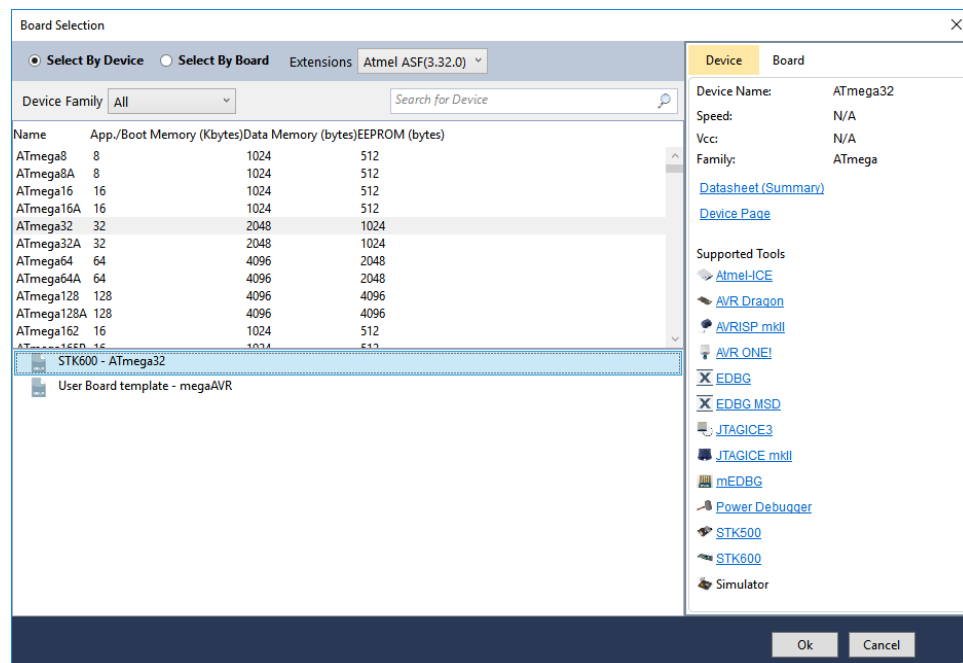 Board Selection
Select By Device Select By Board Extensions Atmel ASF(3.32.0)
Device Family All Search for Device
Name App./Boot Memory (Kbytes) Data Memory (bytes) EEPROM (bytes)
ATmega8 8 1024 512
ATmega8A 8 1024 512
ATmega16 16 1024 512
ATmega16A 16 1024 512
ATmega32 32 2048 1024
ATmega32A 32 2048 1024
ATmega64 64 4096 2048
ATmega64A 64 4096 2048
ATmega128 128 4096 4096
ATmega128A 128 4096 4096
ATmega162 16 1024 512
ATmega165P 16 1024 512
STK600 - ATmega32
User Board template - megaAVR
Device Board
Device Name: ATmega32
Speed: N/A
Vcc: N/A
Family: ATmega
Datasheet (Summary)
Device Page
Supported Tools
Atmel-ICE
AVR Dragon
AVRISP mkII
AVR ONE!
EDBG
EDBG MSD
JTAGICE3
JTAGICE mkII
mEDBG
Power Debugger
STK500
STK600
Simulator
Ok Cancel